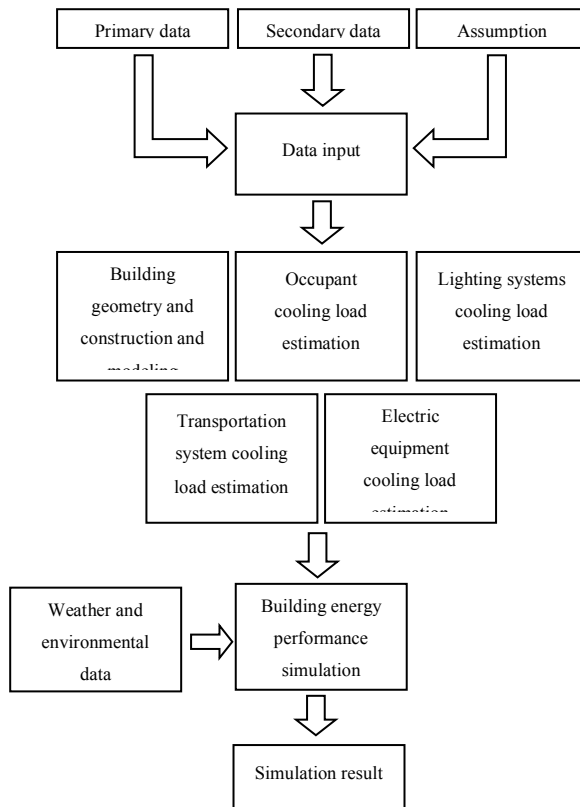 Primary data
Secondary data
Assumption
Data input
Building
geometry and
construction and
modeling
Occupant
cooling load
estimation
Lighting systems
cooling load
estimation
Transportation
system cooling
load estimation
Electric
equipment
cooling load
estimation
Weather and
environmental
data
Building energy
performance
simulation
Simulation result